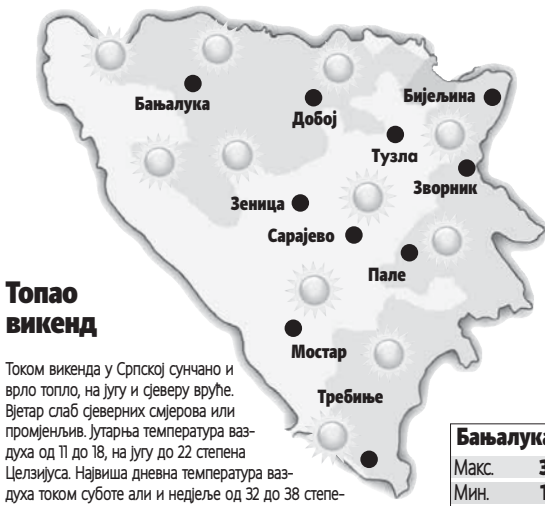 Бањалука
Добој
Бијељина
Тузла
Зворник
Зеница
Сарајево
Пале
Мостар
Требиње
Топао
викенд
Током викенда у Српској сунчано и
врло топло, на југу и сјеверу вруће.
Вјетар слаб сјеверних смјерова или
промјенљив. Јутарња температура ваз-
духа од 11 до 18, на југу до 22 степена
Целзијуса. Највиша дневна температура ваз-
духа током суботе али и недјеље од 32 до 38 степе-
Бањалука
Макс. 3
Мин. 1